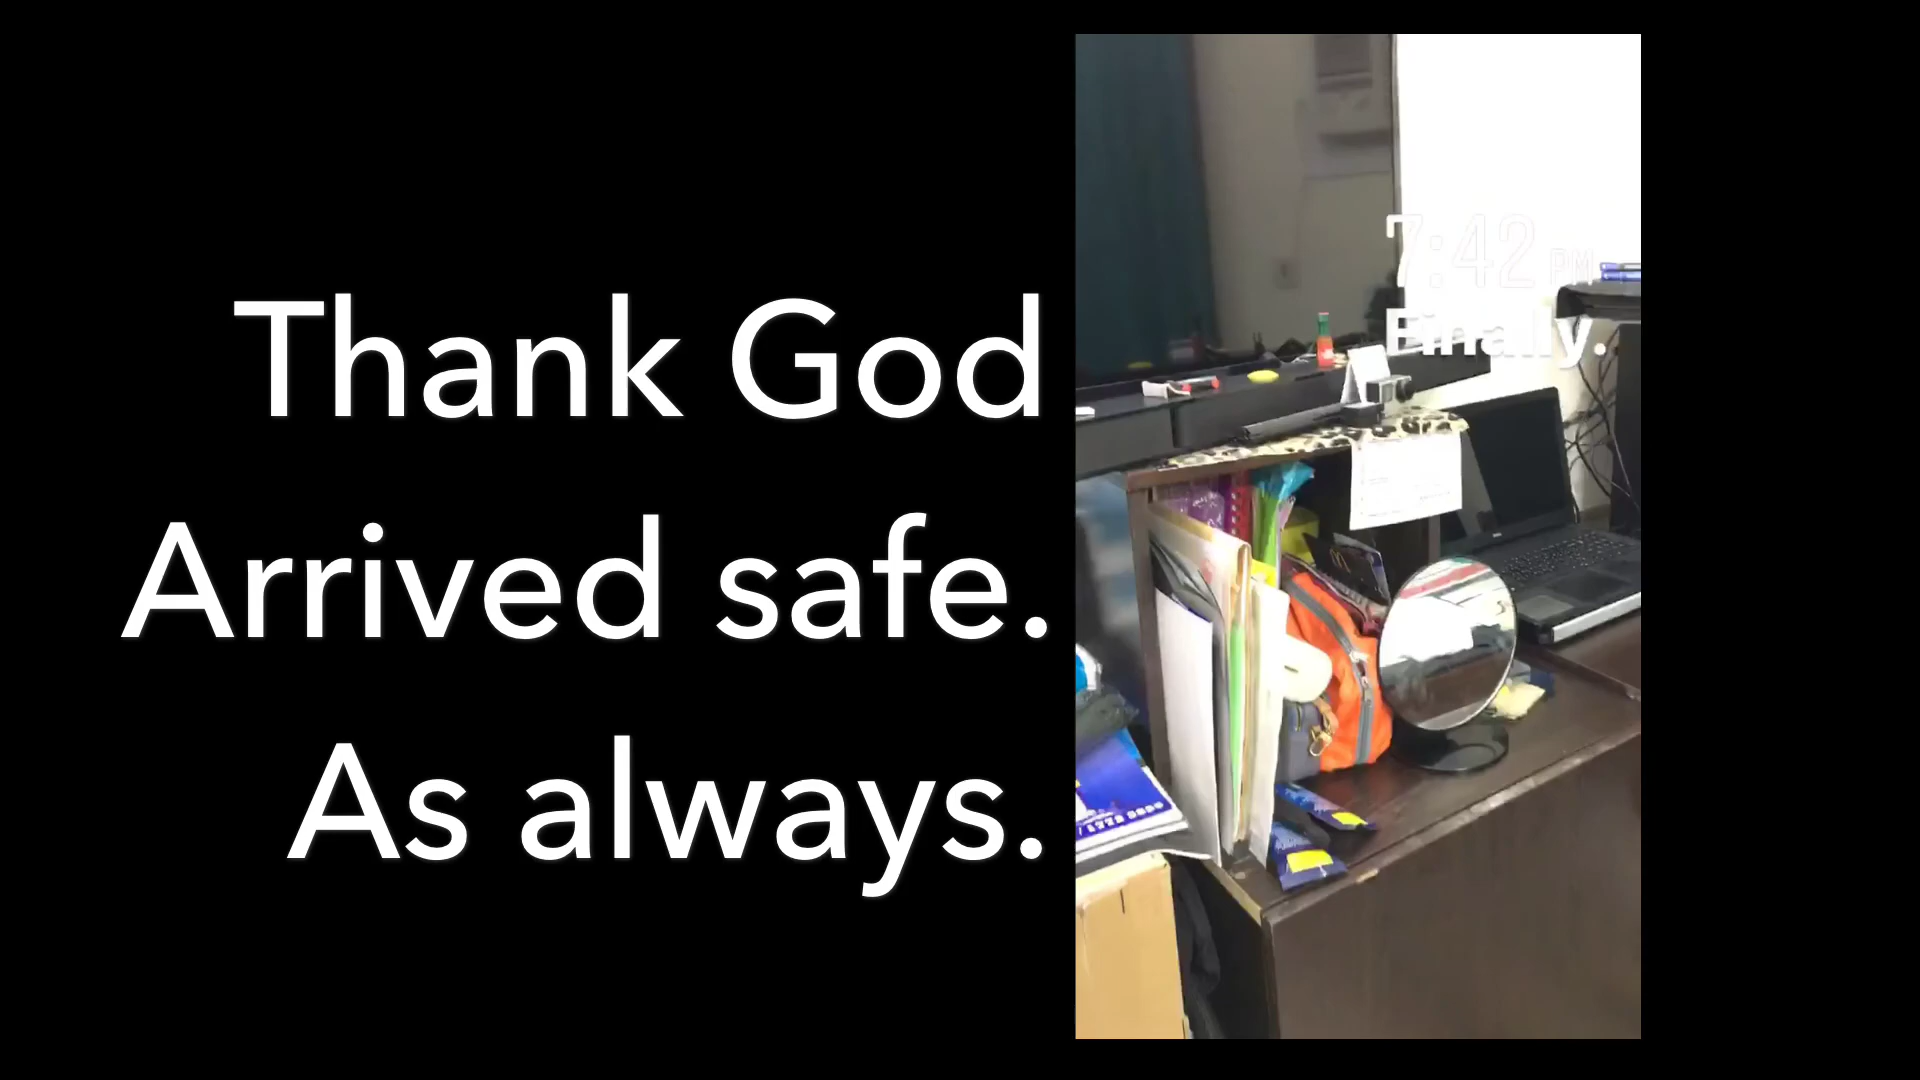 Thank God
Arrived safe.
As always.
7:42 PM
Finally.